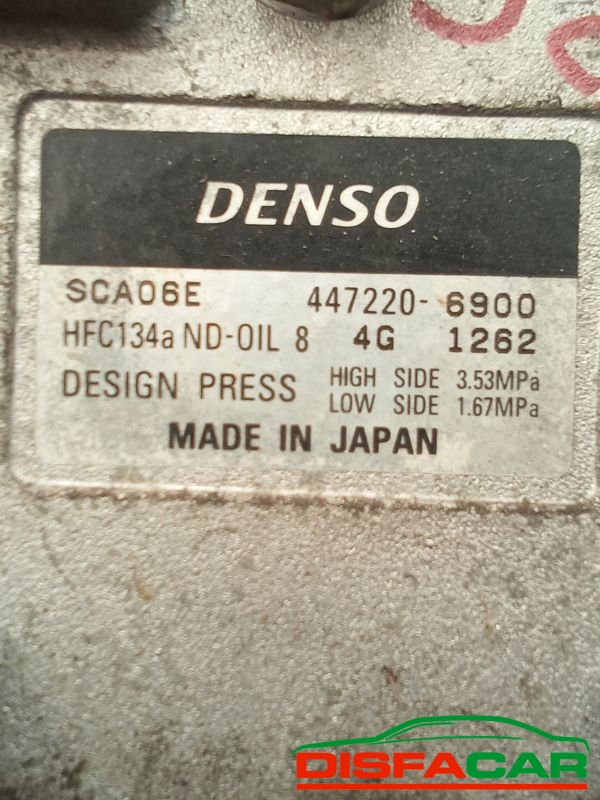 DENSO
SCA06E 447220-6900
HFC134a ND-OIL 8 4G 1262
DESIGN PRESS HIGH SIDE 3.53MPa
LOW SIDE 1.67MPa
MADE IN JAPAN
DISFACAR